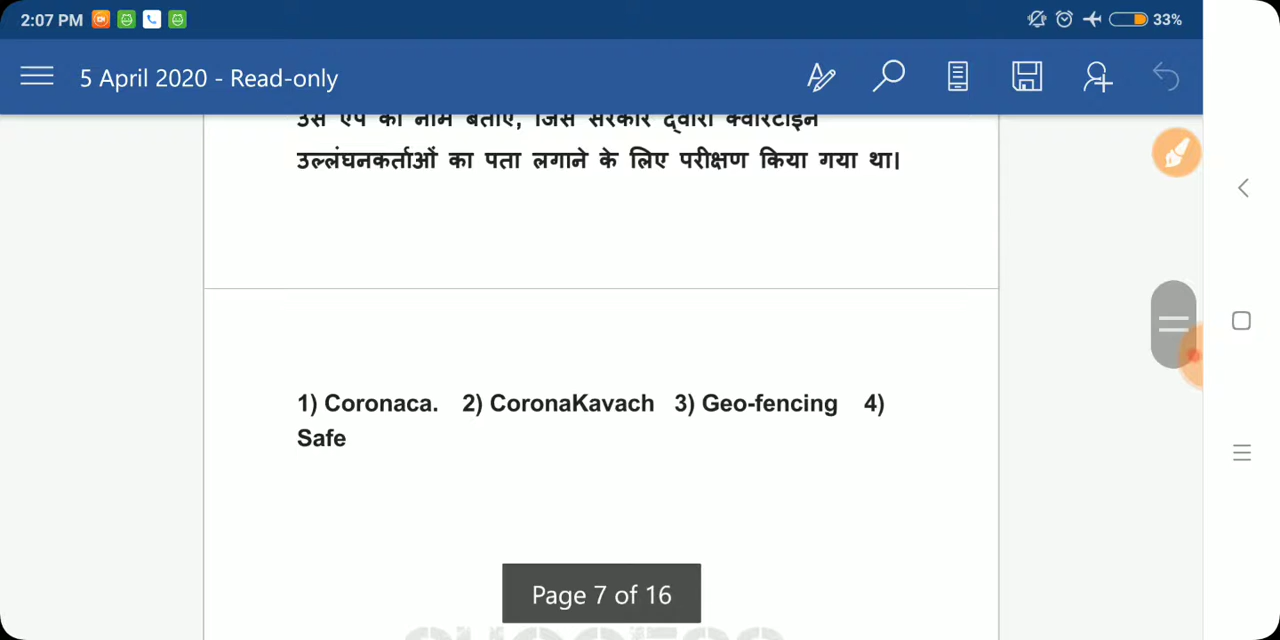 2:07 PM
33%
5 April 2020 - Read-only
उस ऐप का नाम बताएं, जिसे सरकार द्वारा क्वारंटाइन
उल्लंघनकर्ताओं का पता लगाने के लिए परीक्षण किया गया था।
1) Coronaca. 2) CoronaKavach 3) Geo-fencing 4)
Safe
Page 7 of 16